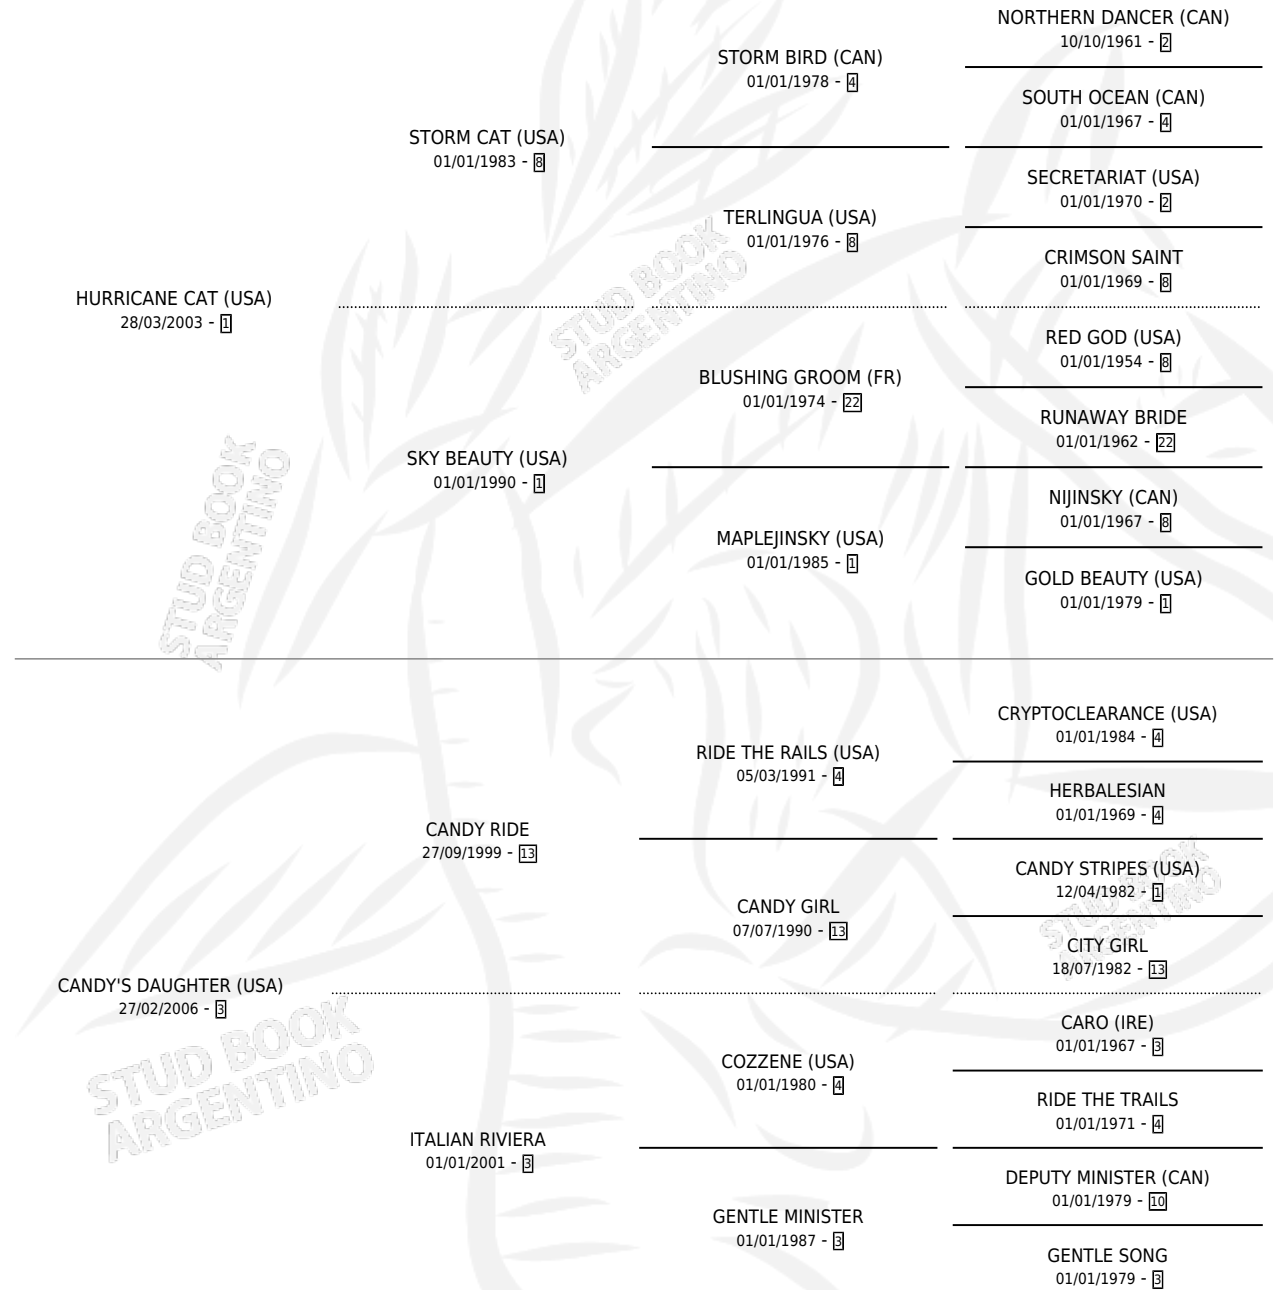 NORTHERN DANCER (CAN)
10/10/1961 - 2
STORM BIRD (CAN)
01/01/1978 - 4
SOUTH OCEAN (CAN)
01/01/1967 - 4
STORM CAT (USA)
01/01/1983 - 8
SECRETARIAT (USA)
01/01/1970 - 2
TERLINGUA (USA)
01/01/1976 - 8
CRIMSON SAINT
01/01/1969 - 8
HURRICANE CAT (USA)
28/03/2003 - 1
RED GOD (USA)
01/01/1954 - 8
BLUSHING GROOM (FR)
01/01/1974 - 22
RUNAWAY BRIDE
01/01/1962 - 22
SKY BEAUTY (USA)
01/01/1990 - 1
NIJINSKY (CAN)
01/01/1967 - 8
MAPLEJINSKY (USA)
01/01/1985 - 1
GOLD BEAUTY (USA)
01/01/1979 - 1
CRYPTOCLEARANCE (USA)
01/01/1984 - 4
RIDE THE RAILS (USA)
05/03/1991 - 4
HERBALESIAN
01/01/1969 - 4
CANDY RIDE
27/09/1999 - 13
CANDY STRIPES (USA)
12/04/1982 - 1
CANDY GIRL
07/07/1990 - 13
CITY GIRL
18/07/1982 - 13
CANDY'S DAUGHTER (USA)
27/02/2006 - 3
CARO (IRE)
01/01/1967 - 3
COZZENE (USA)
01/01/1980 - 4
RIDE THE TRAILS
01/01/1971 - 4
ITALIAN RIVIERA
01/01/2001 - 3
DEPUTY MINISTER (CAN)
01/01/1979 - 10
GENTLE MINISTER
01/01/1987 - 3
GENTLE SONG
01/01/1979 - 3
STUD BOOK
ARGENTINO
STUD BOOK
ARGENTINO
STUD BOOK
ARGENTINO
STUD BOOK
ARGENTINO